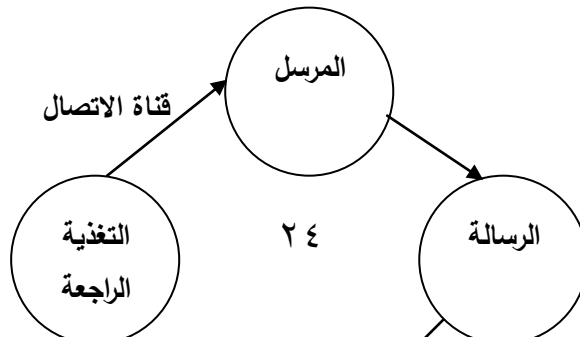 المرسل
قناة الاتصال
الرسالة
٢٤
التغذية
الراجعة